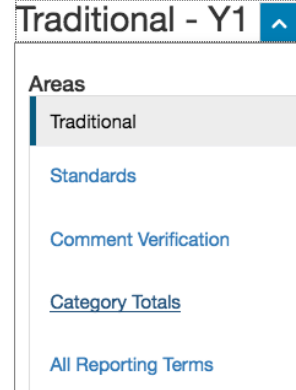 Traditional - Y1
Areas
Traditional
Standards
Comment Verification
Category Totals
All Reporting Terms